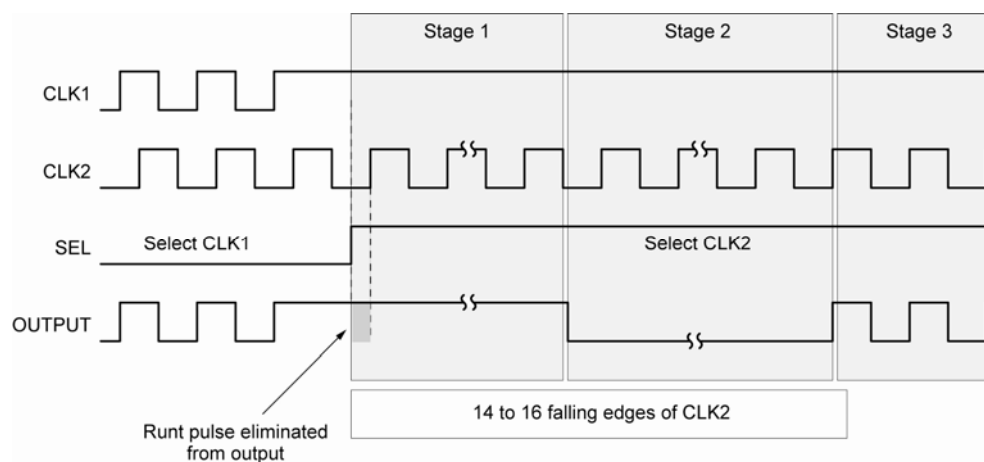 Stage 1
Stage 2
Stage 3
CLK1
CLK2
SEL
Select CLK1
Select CLK2
OUTPUT
14 to 16 falling edges of CLK2
Runt pulse eliminated
from output